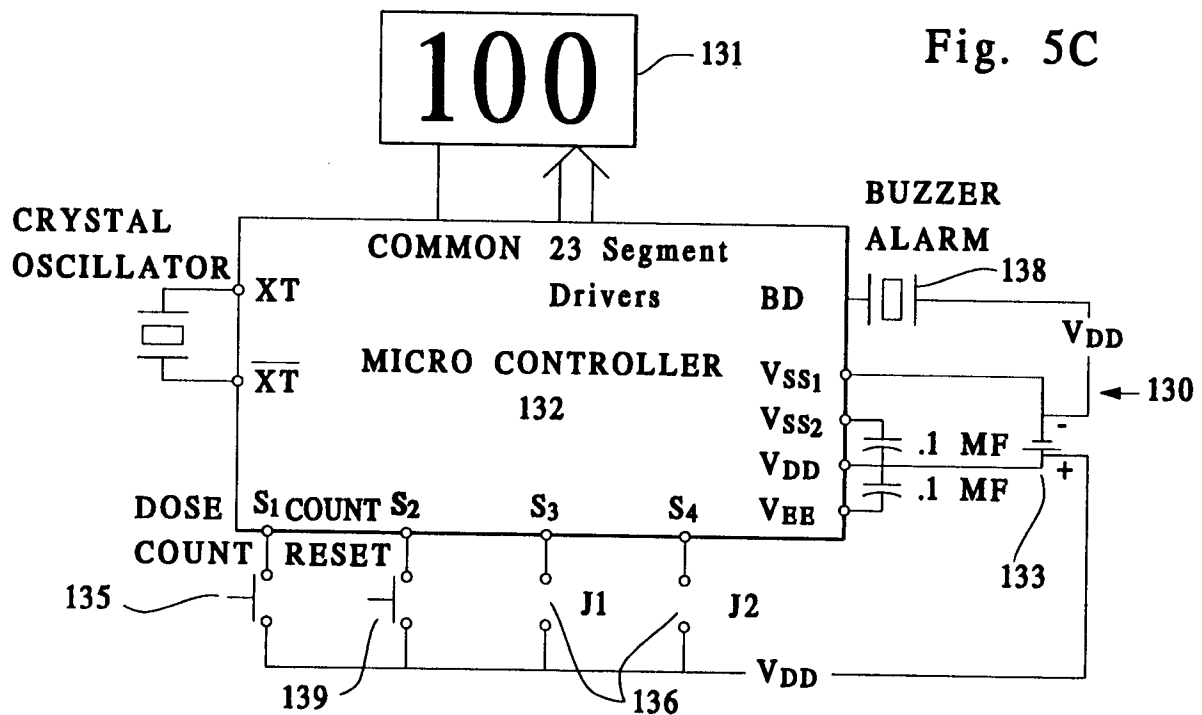 Fig. 5C
100
131
CRYSTAL
OSCILLATOR
BUZZER
ALARM
138
COMMON 23 Segment
Drivers
XT
BD
VDD
XT
MICRO CONTROLLER
132
VSS1
130
VSS2
-
.1 MF
VDD
+
.1 MF
VEE
DOSE S1 COUNT S2 S3 S4
COUNT RESET
133
135
J1
J2
VDD
139
136